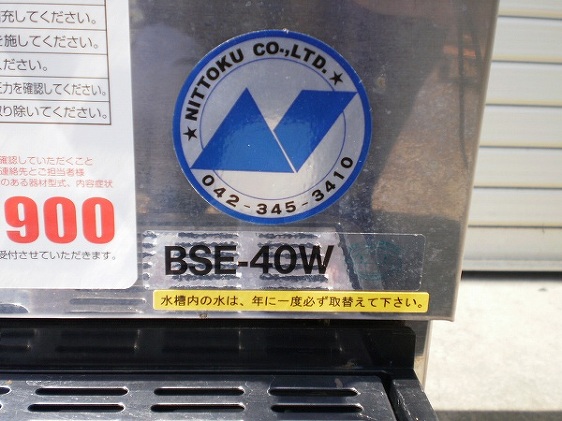 充してください。
を施してください。
ください。
圧力を確認してください。
取り除いてください。
確認していただくこと
連絡先とご担当者様
のある器材型式、内容症状
900
受付させていただきます。
★ NITTOKU CO.,LTD. ★
042-345-3410
BSE-40W
水槽内の水は、年に一度必ず取替えて下さい。